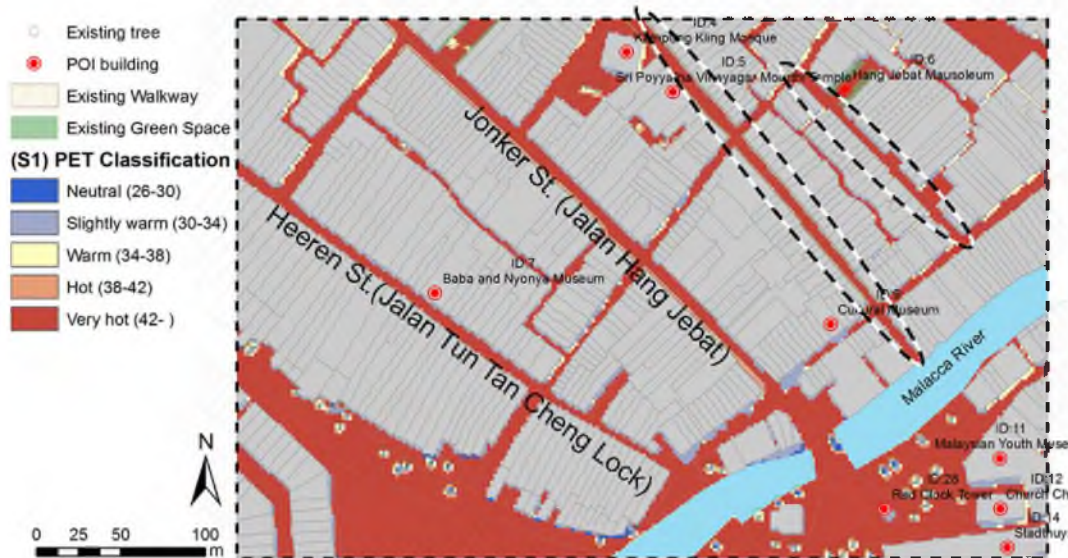 Existing tree
POI building
Existing Walkway
Existing Green Space
(S1) PET Classification
Neutral (26-30)
Slightly warm (30-34)
Warm (34-38)
Hot (38-42)
Very hot (42- )
N
0 25 50 100
m
ID:4
Kampung Kling Mosque
ID:5
Sri Poyyatha Vinayagar Moorthi Temple
ID:6
Hang Jebat Mausoleum
Jonker St. (Jalan Hang Jebat)
Heeren St.(Jalan Tun Tan Cheng Lock)
ID:7
Baba and Nyonya Museum
Cultural Museum
Malacca River
ID:11
Malaysian Youth Muse
ID:28
Red Clock Tower
ID:12
Church Ch
ID:14
Stadthuy